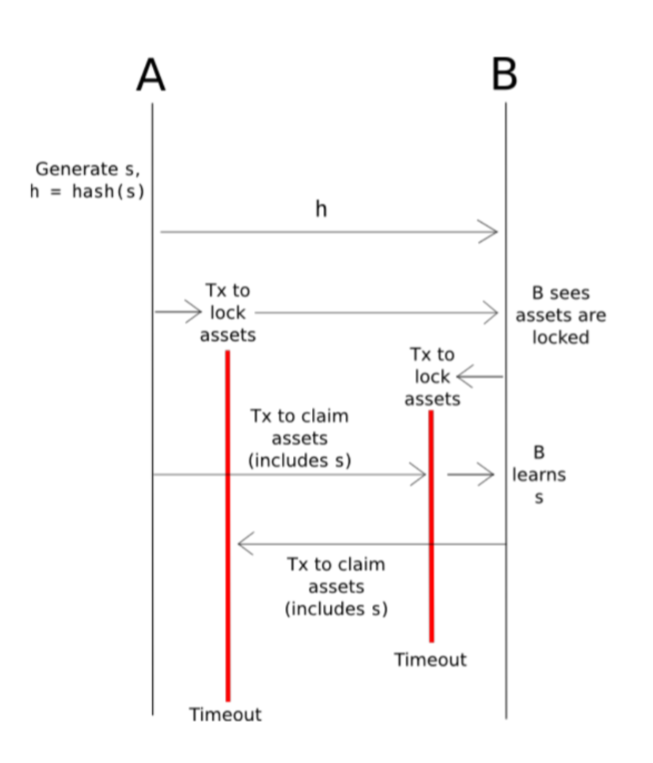 A
B
Generate s,
h = hash(s)
h
Tx to
lock
assets
B sees
assets are
locked
Tx to
lock
assets
Tx to claim
assets
(includes s)
B
learns
s
Tx to claim
assets
(includes s)
Timeout
Timeout